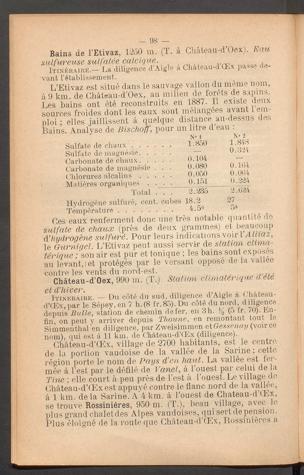 — 98 —
Bains de l'Etivaz, 1250 m. (T. à Château-d'Oex). Eau
sulfureuse sulfatée calcique.
ITINÉRAIRE. — La diligence d'Aigle à Château-d'Œx passe de-
vant l'établissement.
L'Etivaz est situé dans le sauvage vallon du même nom,
à 9 km. de Château-d'Oex, au milieu de forêts de sapins.
Les bains ont été reconstruits en 1887. Il existe deux
sources froides dont les eaux sont mélangées avant l'em-
ploi; elles jaillissent à quelque distance au-dessus des
Bains. Analyse de Bischoff, pour un litre d'eau :
N° 1 N° 2
Sulfate de chaux . . . . . 1.850 1.848
Sulfate de magnésie. . . . 0.324
Carbonate de chaux. . . . . 0.104 —
Carbonate de magnésie . . . 0.080 0.164
Chlorures alcalins . . . . 0.050 0.064
Matières organiques . . . . 0.151 0.224
Total . . . 2.235 2.624
Hydrogène sulfuré, cent. cubes 18.2 27
Température . . . . . 4.5° 5°
Ces eaux renferment donc une très notable quantité de
sulfate de chaux (près de deux grammes) et beaucoup
d'hydrogène sulfuré. Pour leurs indications voir l'Alliaz,
le Gurnigel. L'Etivaz peut aussi servir de station clima-
térique; son air est pur et tonique; les bains sont exposés
au levant, et protégés par le versant opposé de la vallée
contre les vents du nord-est.
Château-d'Oex, 990 m. (T.) Station climatérique d'été
et d'hiver.
ITINÉRAIRE. — Du côté du sud, diligence d'Aigle à Château-
d'Œx, par le Sépey, en 7 h. (8 fr. 85). Du côté du nord, diligence
depuis Bulle, station de chemin de fer, en 3 h. ½ (5 fr. 70). En-
fin, on peut y arriver depuis Thoune, en remontant tout le
Simmenthal en diligence, par Zweisimmen et Gessenay (voir ce
nom), qui est à 11 km. de Château-d'Œx (diligence).
Château-d'Œx, village de 2700 habitants, est le centre
de la portion vaudoise de la vallée de la Sarine; cette
région porte le nom de Pays d'en haut. La vallée est fer-
mée à l'est par le défilé de Vanel, à l'ouest par celui de la
Tine; elle court à peu près de l'est à l'ouest. Le village de
Château-d'Œx est appuyé contre le flanc nord de la vallée,
à 1 km. de la Sarine. A 4 km. à l'ouest de Château-d'Œx,
se trouve Rossinières, 950 m. (T.), beau village, avec le
plus grand chalet des Alpes vaudoises, qui sert de pension.
Plus éloigné de la route que Château-d'Œx, Rossinières a